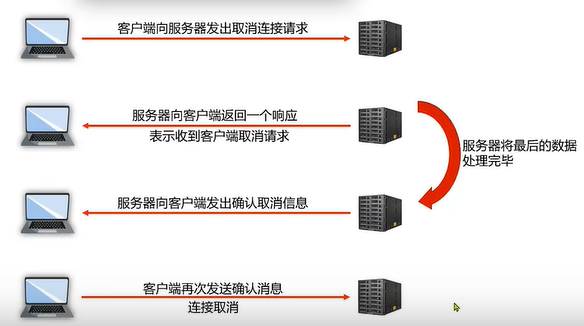 客户端向服务器发出取消连接请求
服务器向客户端返回一个响应
表示收到客户端取消请求
服务器将最后的数据
处理完毕
服务器向客户端发出确认取消信息
客户端再次发送确认消息
连接取消